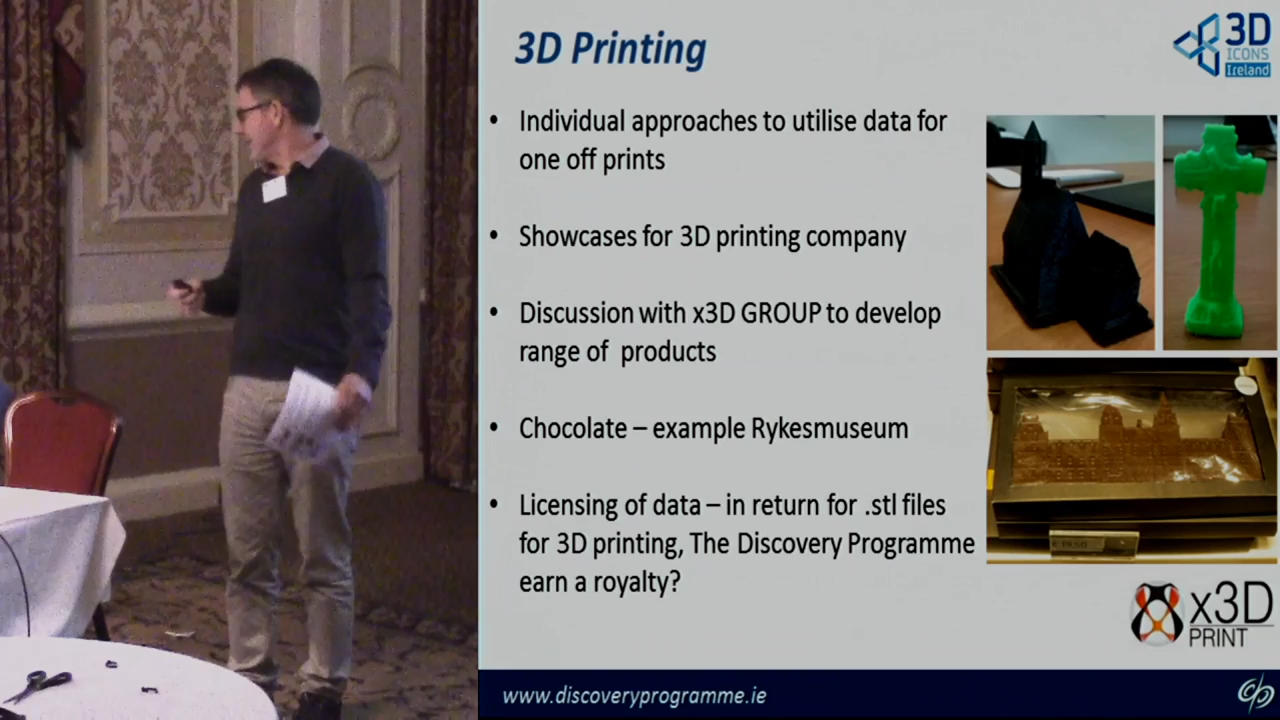 3D Printing
3D
ICONS
Ireland
• Individual approaches to utilise data for
one off prints
• Showcases for 3D printing company
• Discussion with x3D GROUP to develop
range of products
• Chocolate – example Rykesmuseum
• Licensing of data – in return for .stl files
for 3D printing, The Discovery Programme
earn a royalty?
x3D
PRINT
www.discoveryprogramme.ie